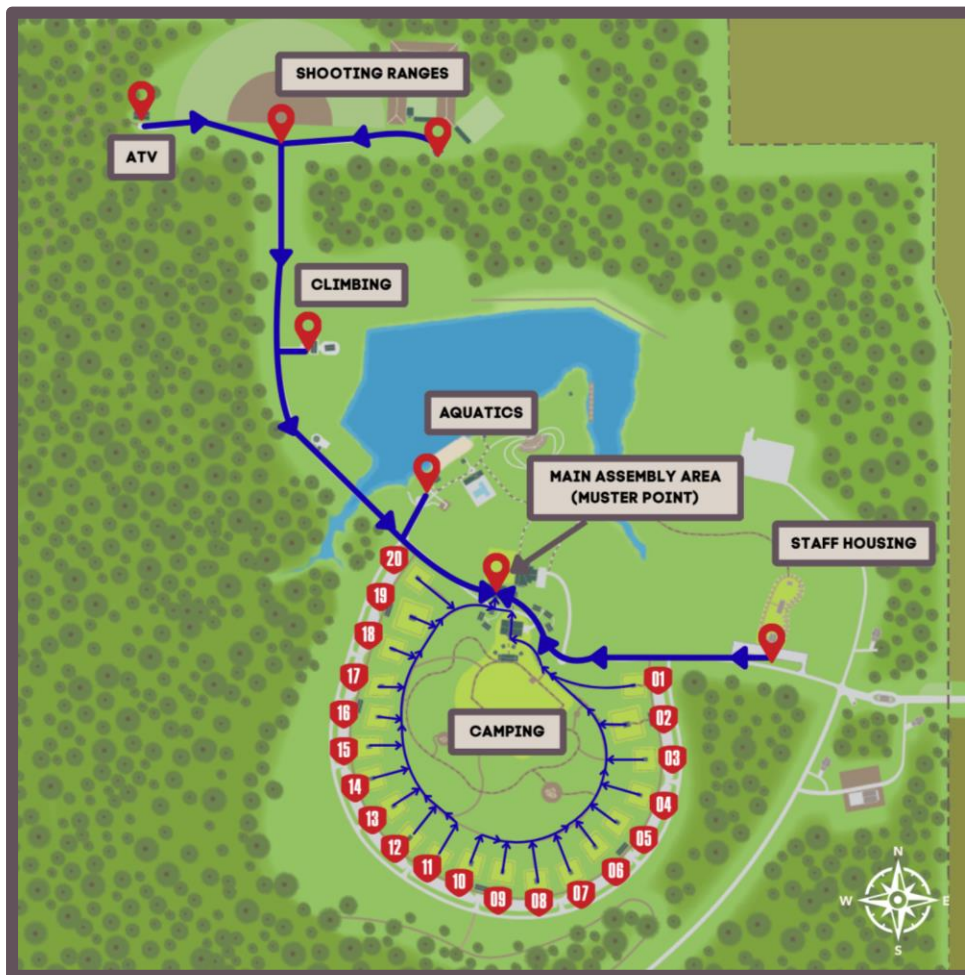 SHOOTING RANGES
ATV
CLIMBING
AQUATICS
MAIN ASSEMBLY AREA
(MUSTER POINT)
STAFF HOUSING
20
19
18
17
16
15
14
13
12
11
10
09
08
07
06
05
04
03
02
01
CAMPING
N
W E
S